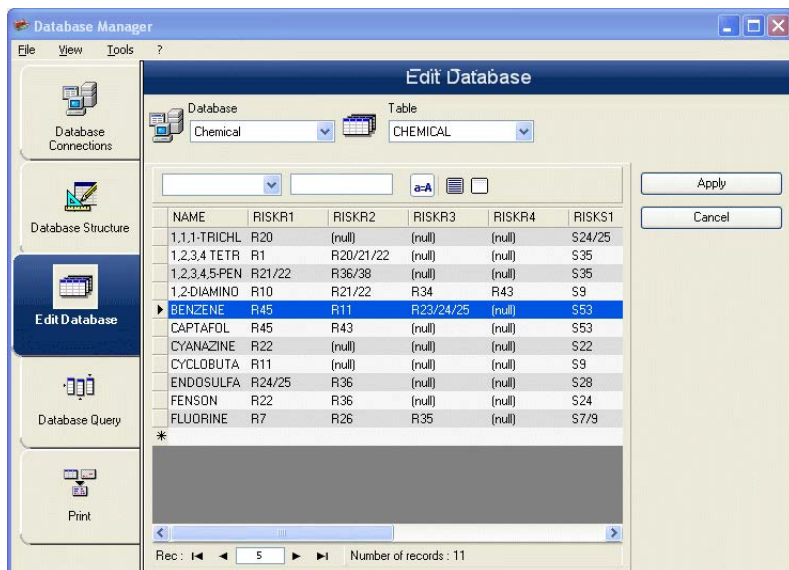 Database Manager
File View Tools ?
Database Connections
Database Structure
Edit Database
Database Query
Print
Edit Database
Database Table
Chemical CHEMICAL
a=A
Apply
Cancel
NAME RISKR1 RISKR2 RISKR3 RISKR4 RISKS1
1,1,1-TRICHL R20 (null) (null) (null) S24/25
1,2,3,4 TETR R1 R20/21/22 (null) (null) S35
1,2,3,4,5-PEN R21/22 R36/38 (null) (null) S35
1,2-DIAMINO R10 R21/22 R34 R43 S9
BENZENE R45 R11 R23/24/25 (null) S53
CAPTAFOL R45 R43 (null) (null) S53
CYANAZINE R22 (null) (null) (null) S22
CYCLOBUTA R11 (null) (null) (null) S9
ENDOSULFA R24/25 R36 (null) (null) S28
FENSON R22 R36 (null) (null) S24
FLUORINE R7 R26 R35 (null) S7/9
Rec : 5 Number of records : 11